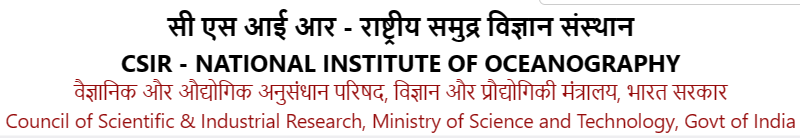 सी एस आई आर - राष्ट्रीय समुद्र विज्ञान संस्थान
CSIR - NATIONAL INSTITUTE OF OCEANOGRAPHY
वैज्ञानिक और औद्योगिक अनुसंधान परिषद, विज्ञान और प्रौद्योगिकी मंत्रालय, भारत सरकार
Council of Scientific & Industrial Research, Ministry of Science and Technology, Govt of India